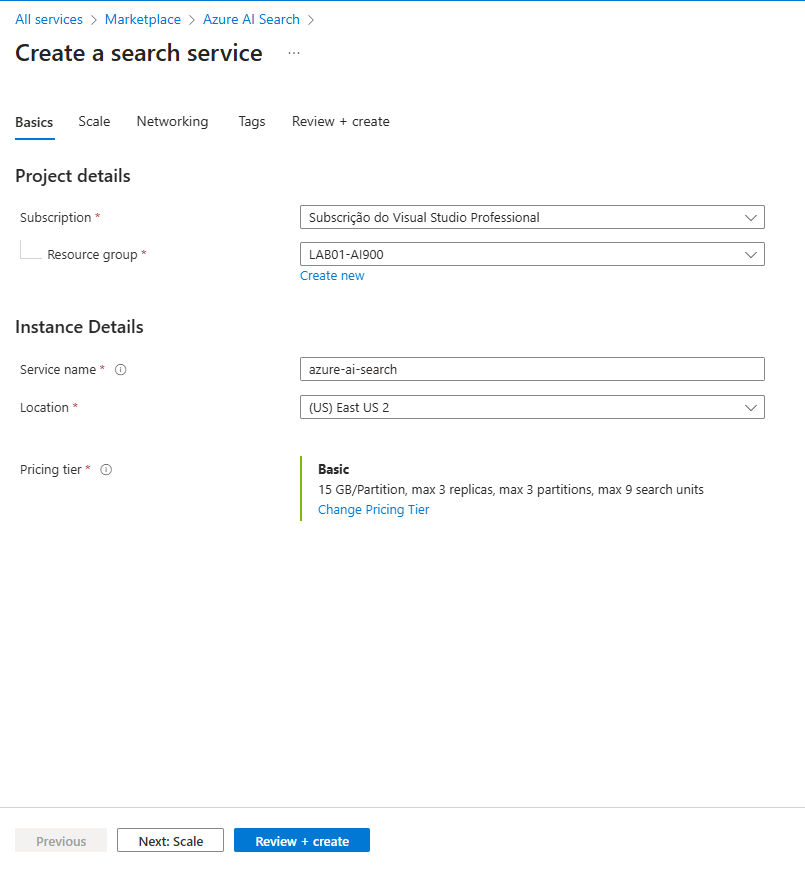 All services > Marketplace > Azure AI Search >
Create a search service ...
Basics Scale Networking Tags Review + create
Project details
Subscription * Subscrição do Visual Studio Professional
Resource group * LAB01-AI900
Create new
Instance Details
Service name * azure-ai-search
Location * (US) East US 2
Pricing tier * Basic
15 GB/Partition, max 3 replicas, max 3 partitions, max 9 search units
Change Pricing Tier
Previous Next: Scale Review + create